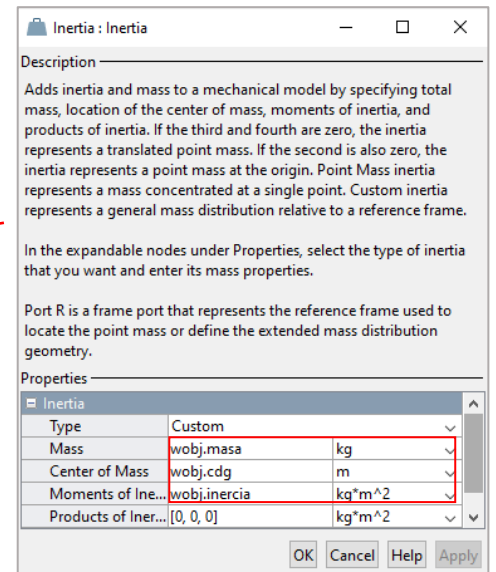 Inertia : Inertia
Description
Adds inertia and mass to a mechanical model by specifying total
mass, location of the center of mass, moments of inertia, and
products of inertia. If the third and fourth are zero, the inertia
represents a translated point mass. If the second is also zero, the
inertia represents a point mass at the origin. Point Mass inertia
represents a mass concentrated at a single point. Custom inertia
represents a general mass distribution relative to a reference frame.
In the expandable nodes under Properties, select the type of inertia
that you want and enter its mass properties.
Port R is a frame port that represents the reference frame used to
locate the point mass or define the extended mass distribution
geometry.
Properties
Inertia
Type Custom
Mass wobj.masa kg
Center of Mass wobj.cdg m
Moments of Ine... wobj.inercia kg*m^2
Products of Iner... [0, 0, 0] kg*m^2
OK Cancel Help Apply